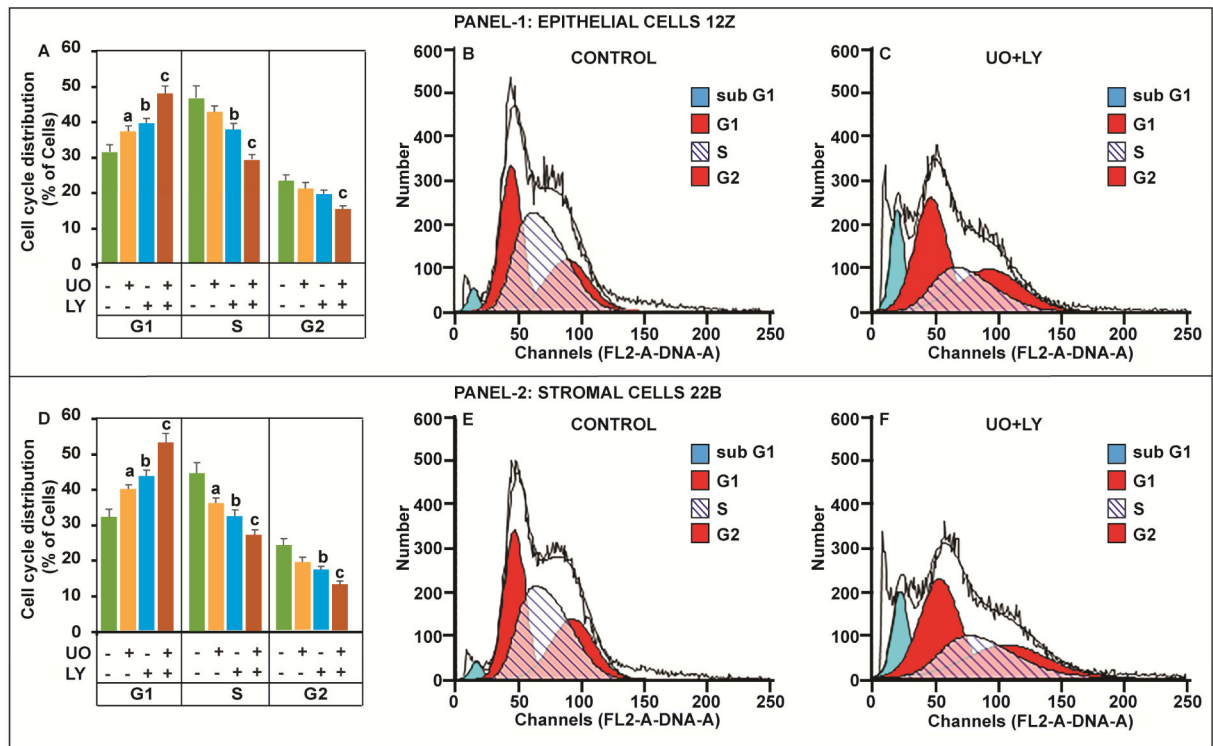 PANEL-1: EPITHELIAL CELLS 12Z
A
60
50
40
30
20
10
0
Cell cycle distribution
(% of Cells)
a
b
c
b
c
c
UO - + - + - + - + - + - +
LY - - + + - - + + - - + +
G1 S G2
B
CONTROL
600
500
400
300
200
100
0
Number
sub G1
G1
S
G2
0 50 100 150 200 250
Channels (FL2-A-DNA-A)
C
UO+LY
600
500
400
300
200
100
0
Number
sub G1
G1
S
G2
0 50 100 150 200 250
Channels (FL2-A-DNA-A)
PANEL-2: STROMAL CELLS 22B
D
60
50
40
30
20
10
0
Cell cycle distribution
(% of Cells)
a
b
c
a
b
c
b
c
UO - + - + - + - + - + - +
LY - - + + - - + + - - + +
G1 S G2
E
CONTROL
600
500
400
300
200
100
0
Number
sub G1
G1
S
G2
0 50 100 150 200 250
Channels (FL2-A-DNA-A)
F
UO+LY
600
500
400
300
200
100
0
Number
sub G1
G1
S
G2
0 50 100 150 200 250
Channels (FL2-A-DNA-A)